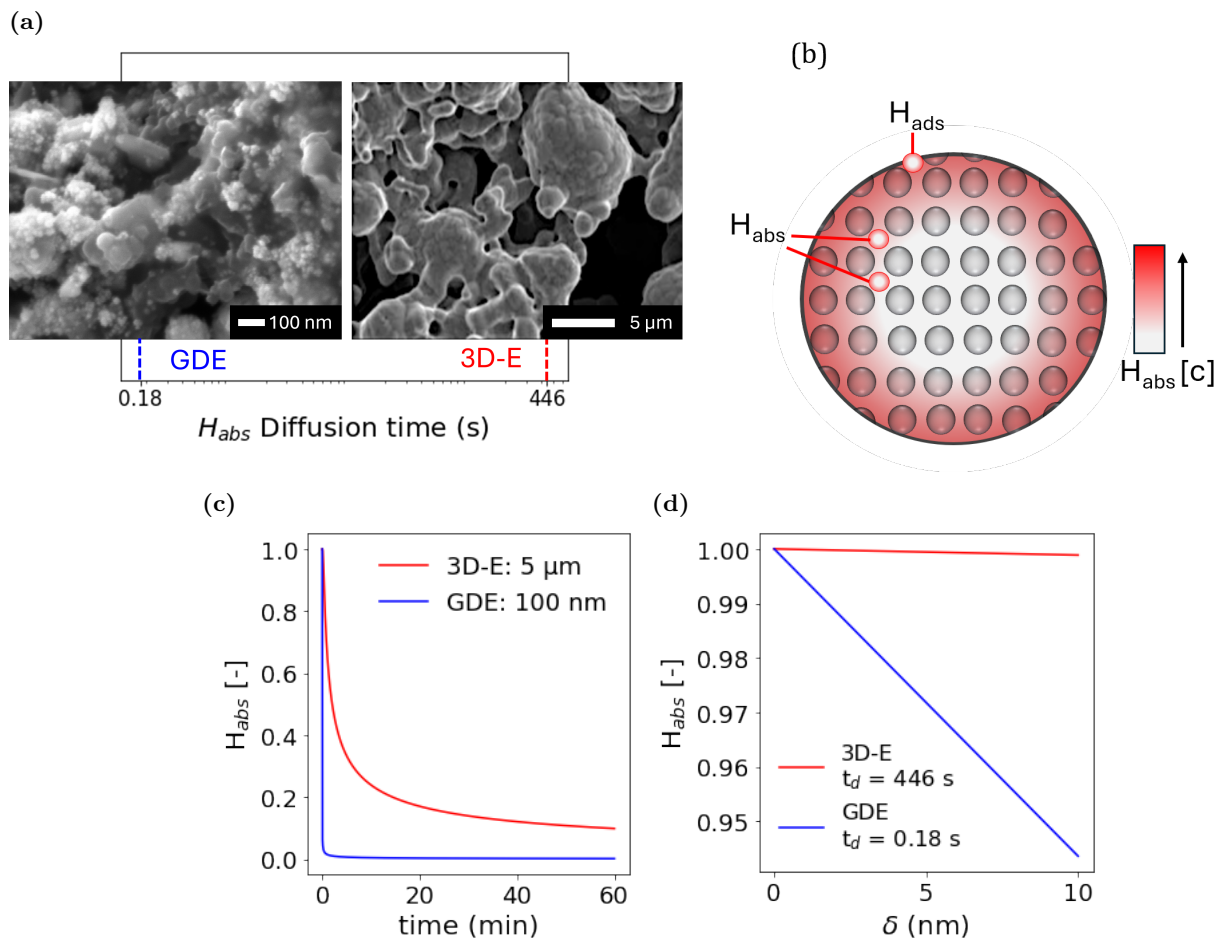 (a)
100 nm
5 µm
GDE
3D-E
0.18
446
H_abs Diffusion time (s)
(b)
H_ads
H_abs
H_abs [c]
(c)
H_abs [-]
1.0
0.8
0.6
0.4
0.2
0.0
3D-E: 5 µm
GDE: 100 nm
0
20
40
60
time (min)
(d)
H_abs [-]
1.00
0.99
0.98
0.97
0.96
0.95
3D-E
t_d = 446 s
GDE
t_d = 0.18 s
0
5
10
δ (nm)